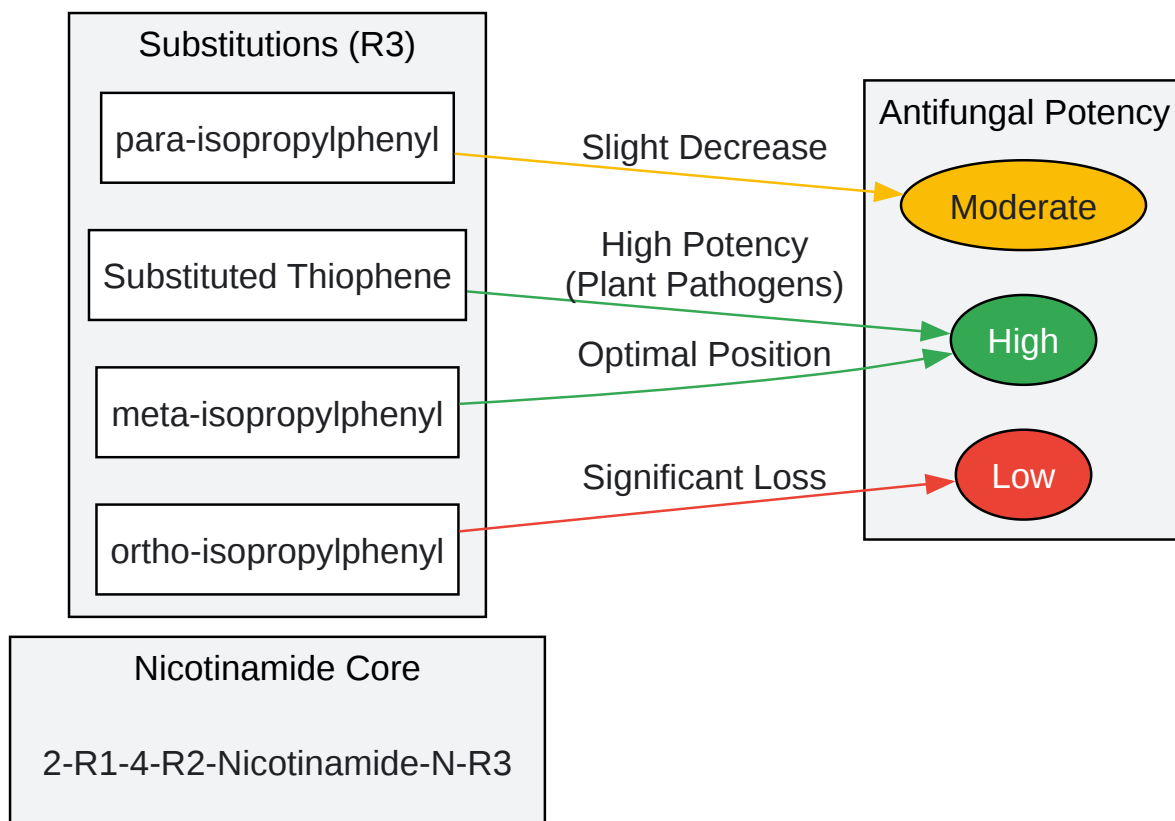 Substitutions (R3)
para-isopropylphenyl
Substituted Thiophene
meta-isopropylphenyl
ortho-isopropylphenyl
Slight Decrease
High Potency
(Plant Pathogens)
Optimal Position
Significant Loss
Antifungal Potency
Moderate
High
Low
Nicotinamide Core
2-R1-4-R2-Nicotinamide-N-R3